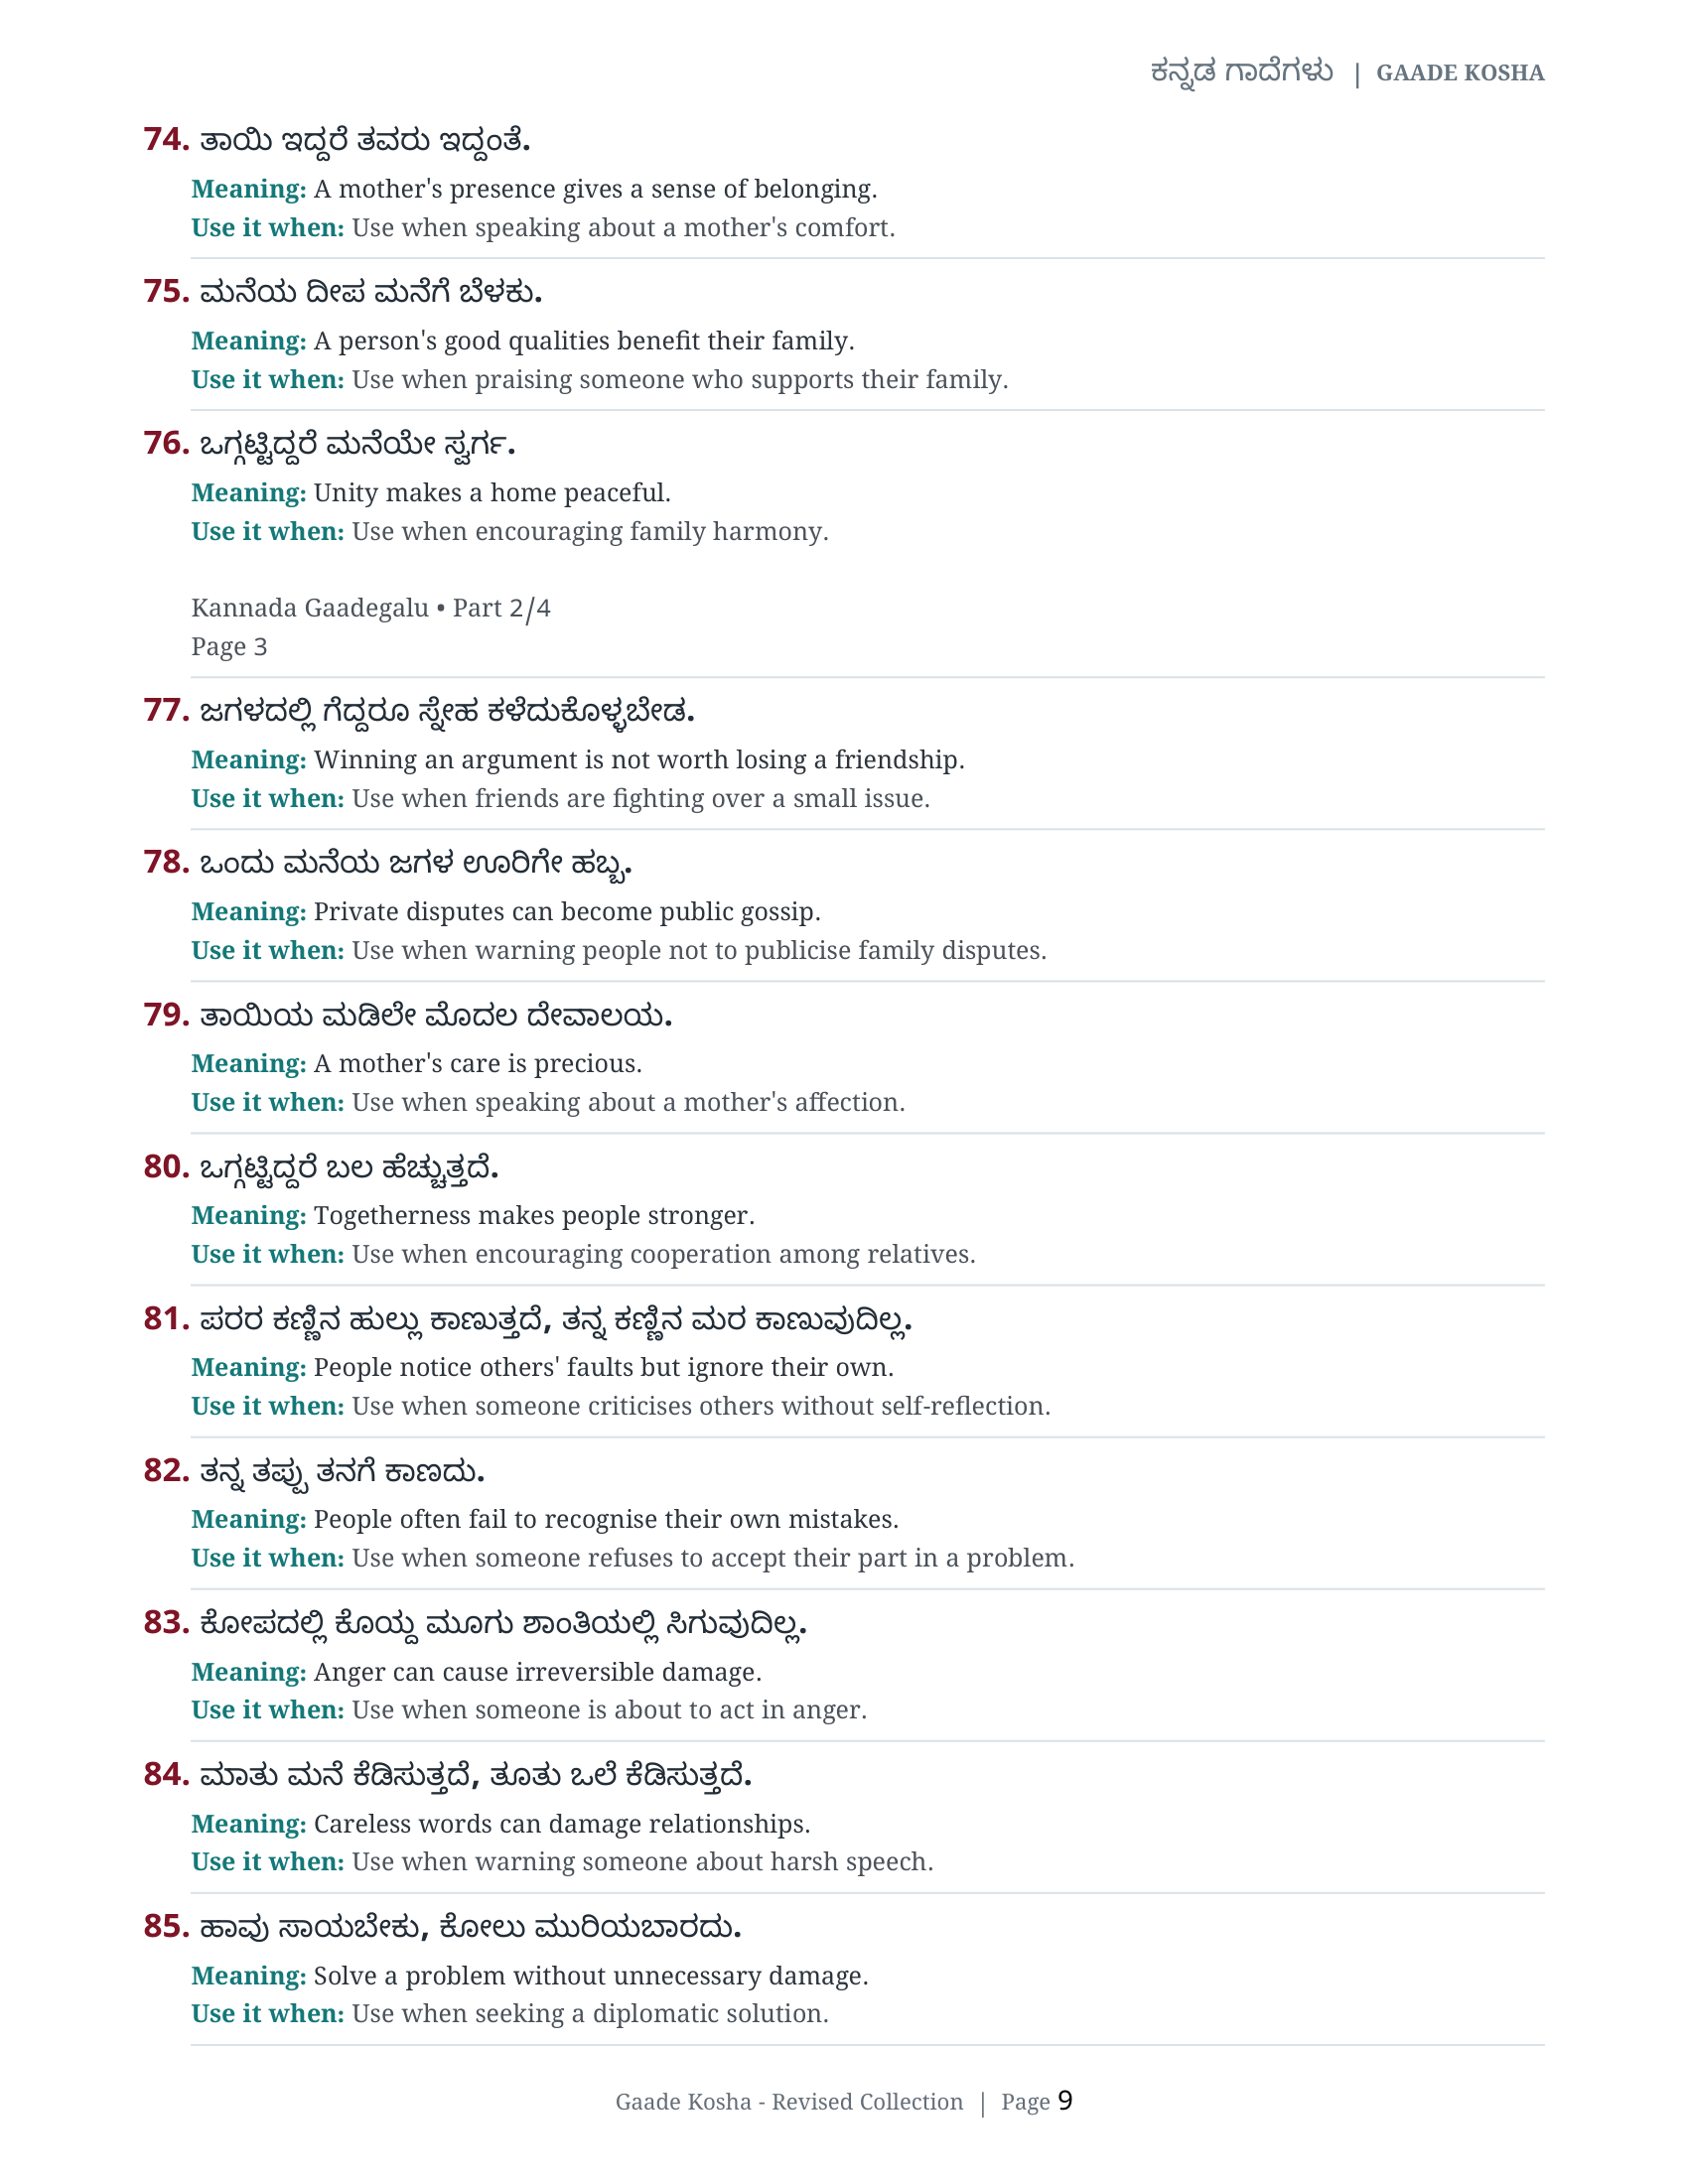 ಕನ್ನಡ ಗಾದೆಗಳು | GAADE KOSHA
74. ತಾಯಿ ಇದ್ದರೆ ತವರು ಇದ್ದಂತೆ.
Meaning: A mother's presence gives a sense of belonging.
Use it when: Use when speaking about a mother's comfort.
75. ಮನೆಯ ದೀಪ ಮನೆಗೆ ಬೆಳಕು.
Meaning: A person's good qualities benefit their family.
Use it when: Use when praising someone who supports their family.
76. ಒಗ್ಗಟ್ಟಿದ್ದರೆ ಮನೆಯೇ ಸ್ವರ್ಗ.
Meaning: Unity makes a home peaceful.
Use it when: Use when encouraging family harmony.
Kannada Gaadegalu • Part 2/4
Page 3
77. ಜಗಳದಲ್ಲಿ ಗೆದ್ದರೂ ಸ್ನೇಹ ಕಳೆದುಕೊಳ್ಳಬೇಡ.
Meaning: Winning an argument is not worth losing a friendship.
Use it when: Use when friends are fighting over a small issue.
78. ಒಂದು ಮನೆಯ ಜಗಳ ಊರಿಗೇ ಹಬ್ಬ.
Meaning: Private disputes can become public gossip.
Use it when: Use when warning people not to publicise family disputes.
79. ತಾಯಿಯ ಮಡಿಲೇ ಮೊದಲ ದೇವಾಲಯ.
Meaning: A mother's care is precious.
Use it when: Use when speaking about a mother's affection.
80. ಒಗ್ಗಟ್ಟಿದ್ದರೆ ಬಲ ಹೆಚ್ಚುತ್ತದೆ.
Meaning: Togetherness makes people stronger.
Use it when: Use when encouraging cooperation among relatives.
81. ಪರರ ಕಣ್ಣಿನ ಹುಲ್ಲು ಕಾಣುತ್ತದೆ, ತನ್ನ ಕಣ್ಣಿನ ಮರ ಕಾಣುವುದಿಲ್ಲ.
Meaning: People notice others' faults but ignore their own.
Use it when: Use when someone criticises others without self-reflection.
82. ತನ್ನ ತಪ್ಪು ತನಗೆ ಕಾಣದು.
Meaning: People often fail to recognise their own mistakes.
Use it when: Use when someone refuses to accept their part in a problem.
83. ಕೋಪದಲ್ಲಿ ಕೊಯ್ದ ಮೂಗು ಶಾಂತಿಯಲ್ಲಿ ಸಿಗುವುದಿಲ್ಲ.
Meaning: Anger can cause irreversible damage.
Use it when: Use when someone is about to act in anger.
84. ಮಾತು ಮನೆ ಕೆಡಿಸುತ್ತದೆ, ತೂತು ಒಲೆ ಕೆಡಿಸುತ್ತದೆ.
Meaning: Careless words can damage relationships.
Use it when: Use when warning someone about harsh speech.
85. ಹಾವು ಸಾಯಬೇಕು, ಕೋಲು ಮುರಿಯಬಾರದು.
Meaning: Solve a problem without unnecessary damage.
Use it when: Use when seeking a diplomatic solution.
Gaade Kosha - Revised Collection | Page 9